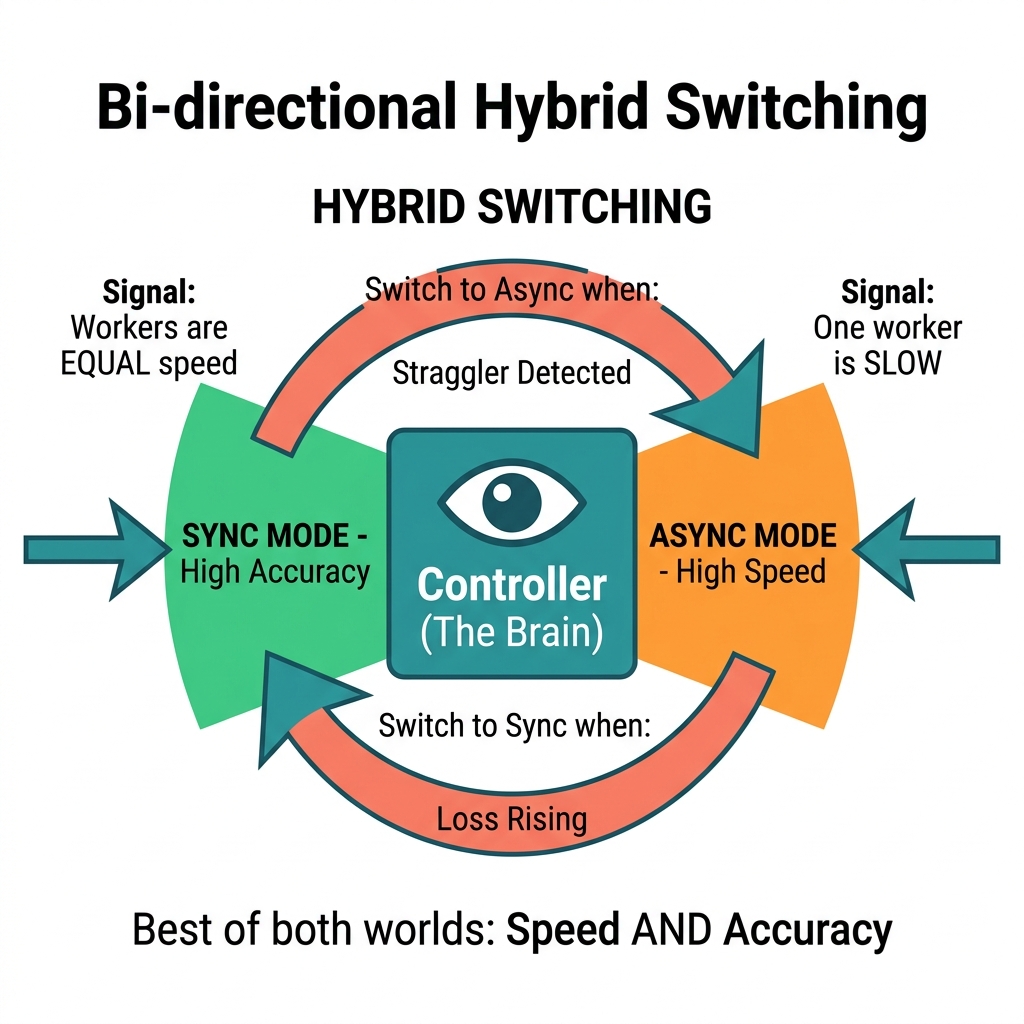 Bi-directional Hybrid Switching
HYBRID SWITCHING
Signal:
Workers are
EQUAL speed
Switch to Async when:
Straggler Detected
Signal:
One worker
is SLOW
SYNC MODE -
High Accuracy
Controller
(The Brain)
ASYNC MODE
- High Speed
Switch to Sync when:
Loss Rising
Best of both worlds: Speed AND Accuracy